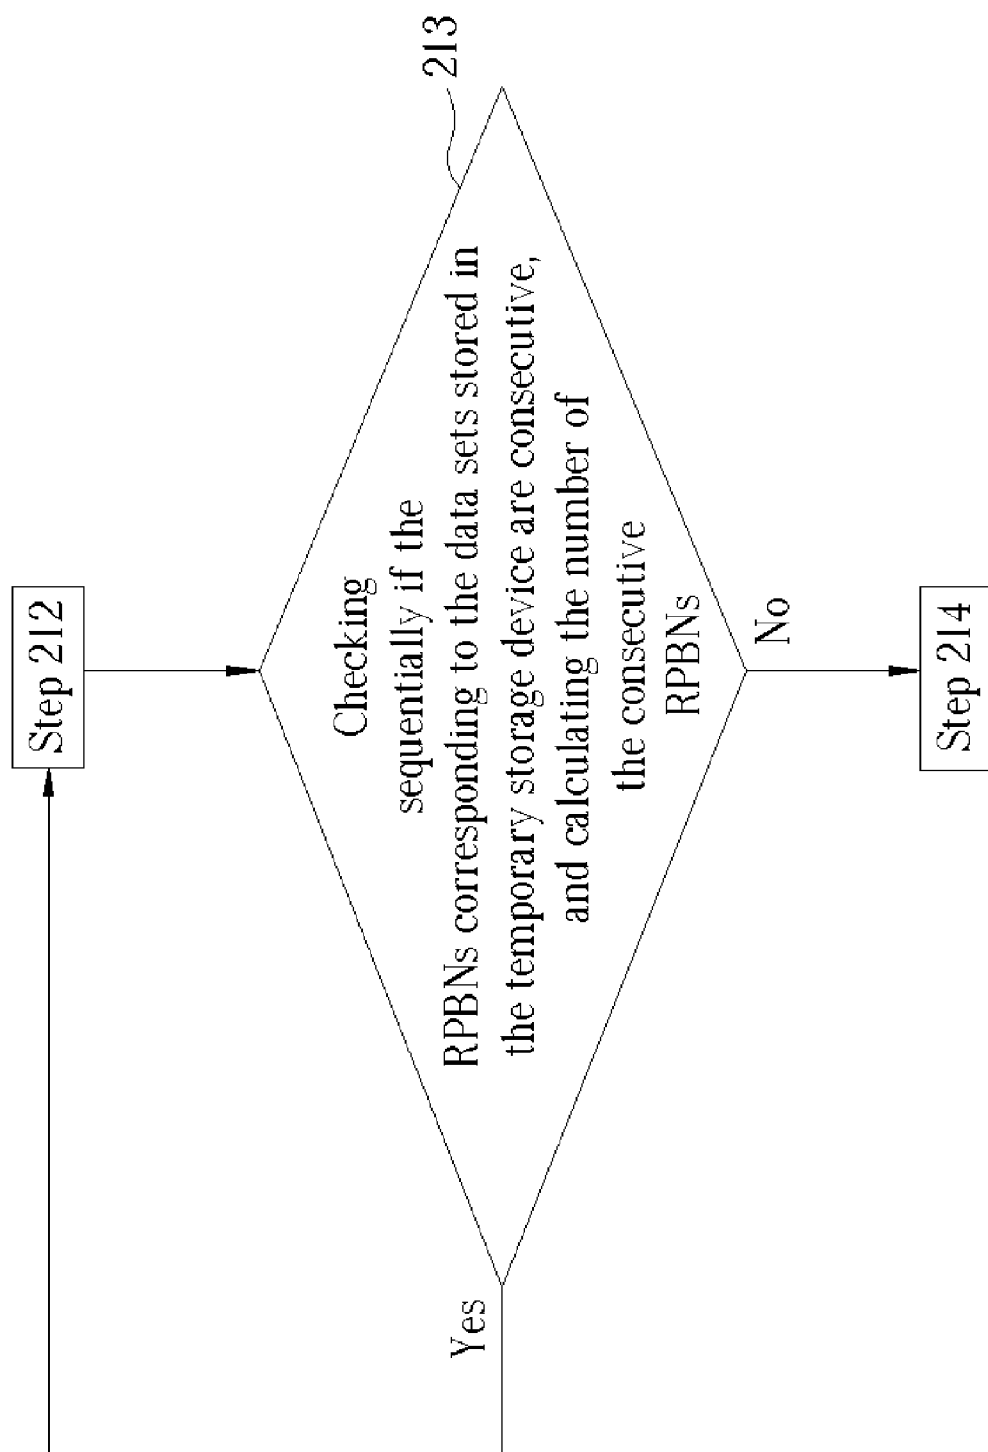 Step 212
213
Checking
sequentially if the
RPBNs corresponding to the data sets stored in
the temporary storage device are consecutive,
and calculating the number of
the consecutive
RPBNs
Yes
No
Step 214